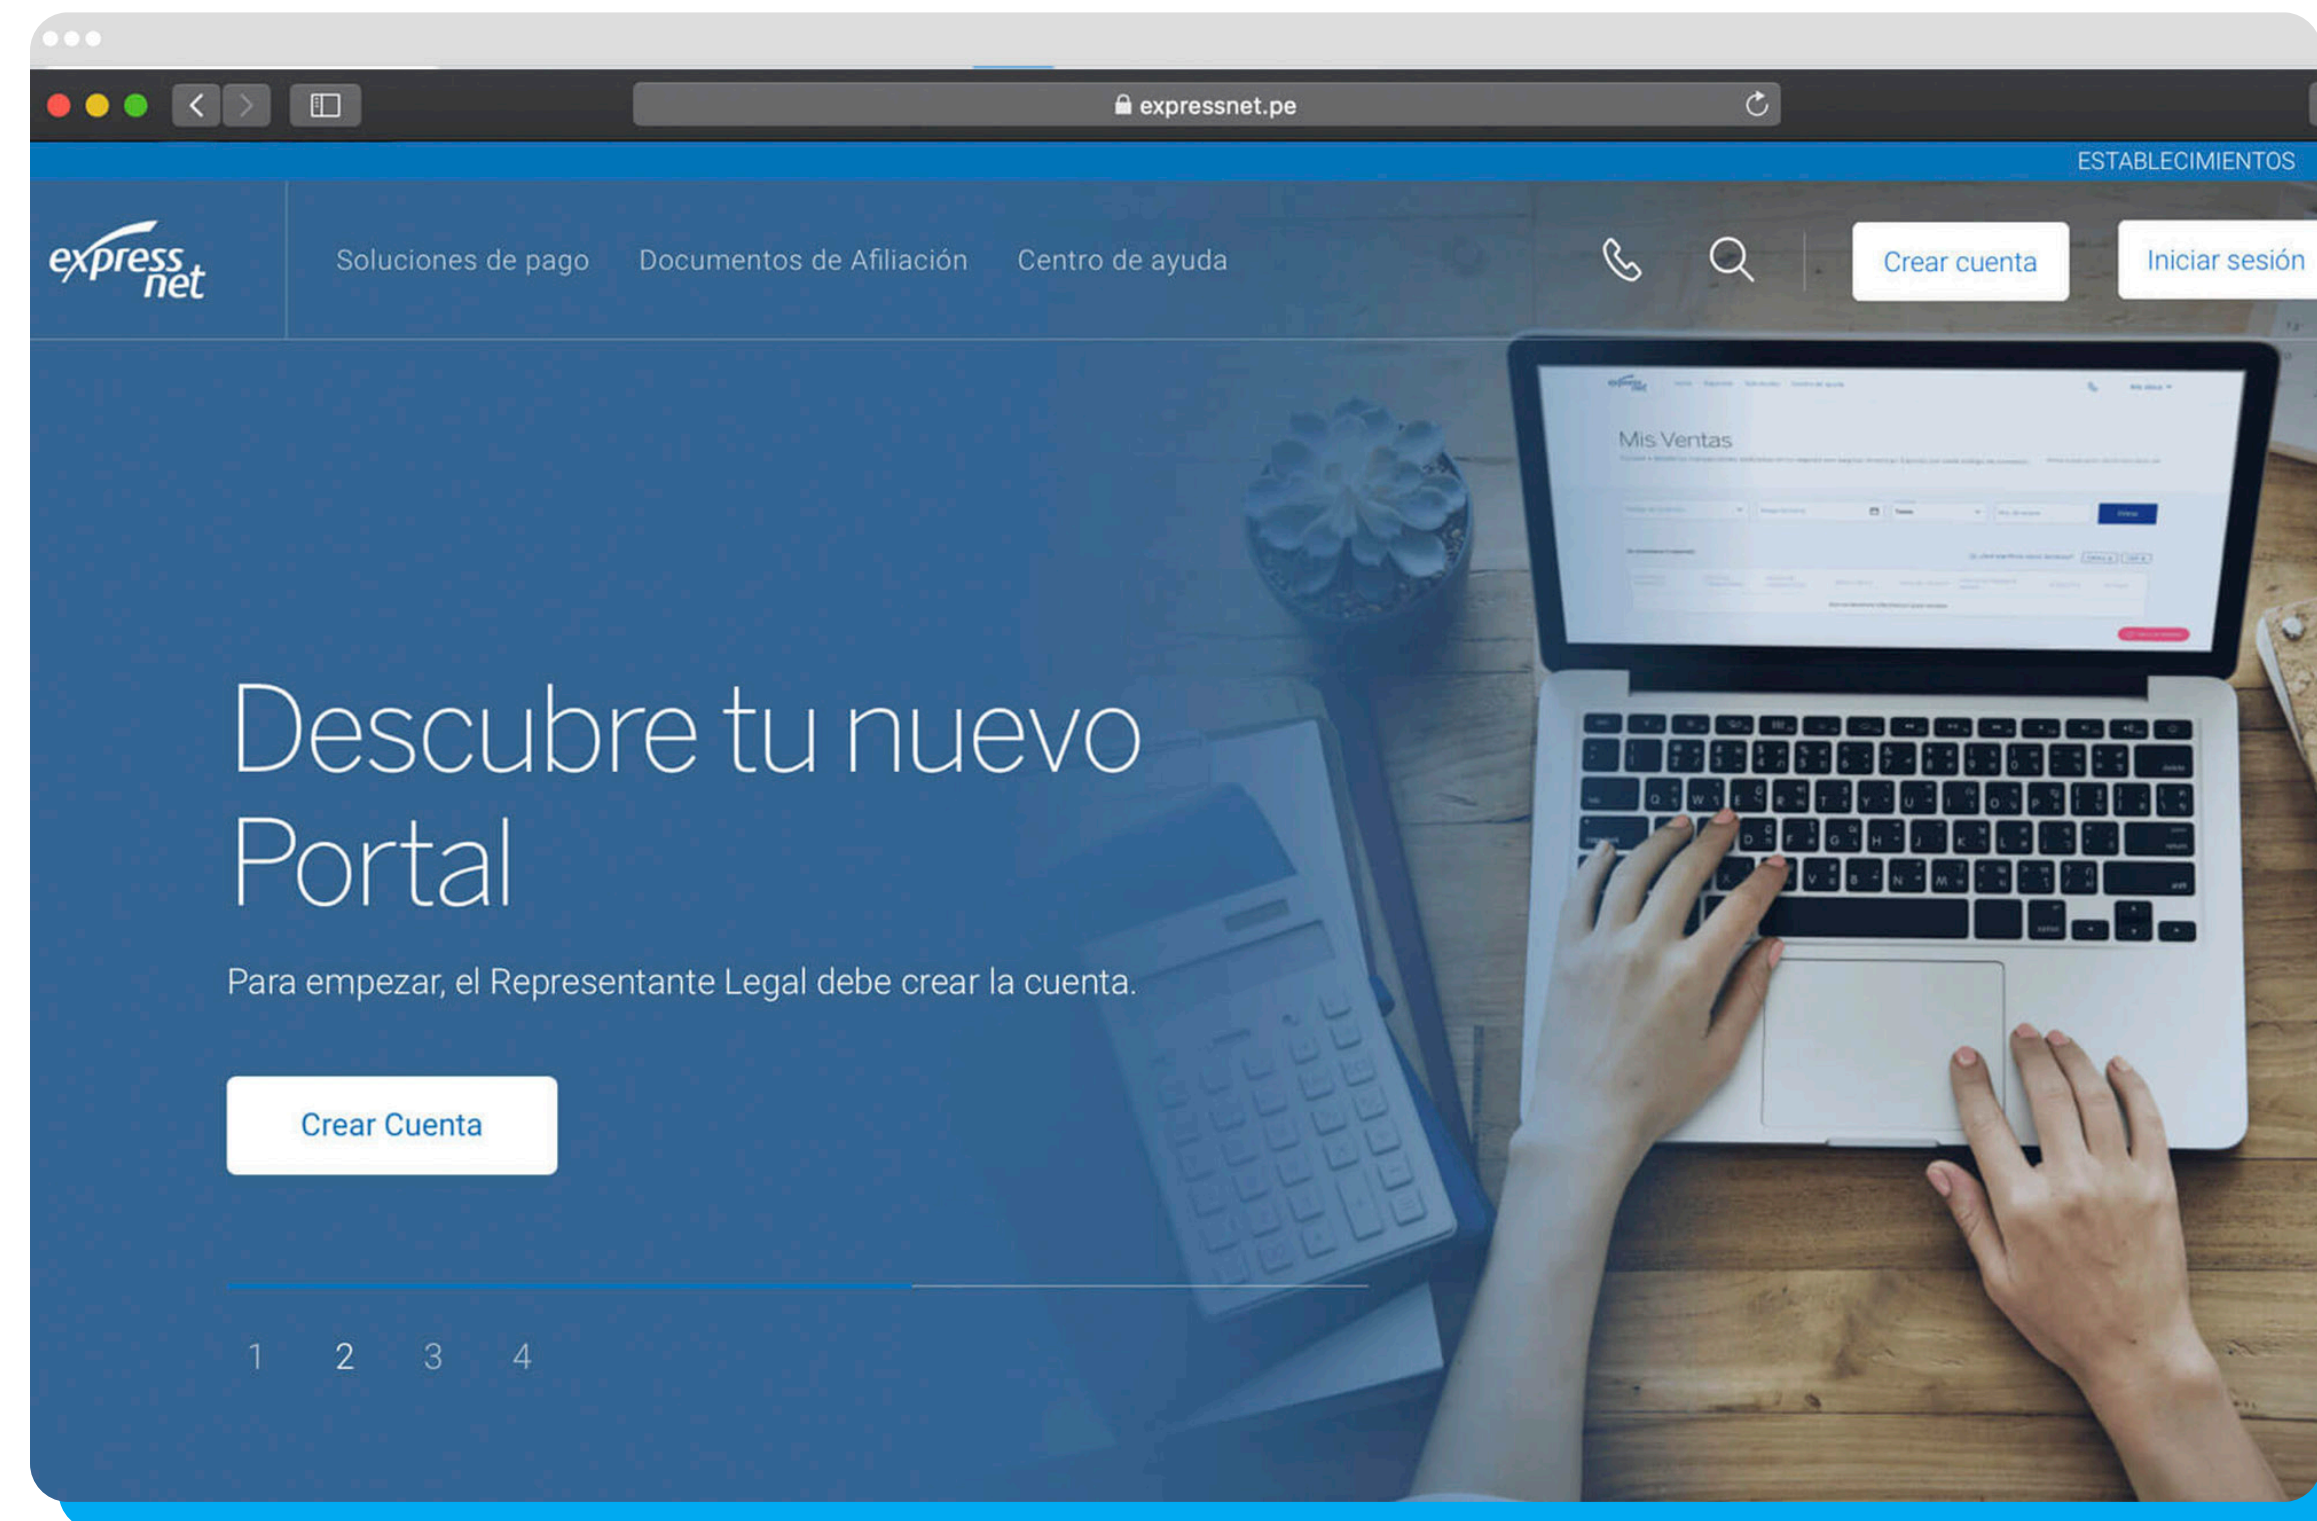 expressnet.pe
ESTABLECIMIENTOS
express
net
Soluciones de pago
Documentos de Afiliación
Centro de ayuda
Crear cuenta
Iniciar sesión
express
net
Mis Ventas
Descubre tu nuevo
Portal
Para empezar, el Representante Legal debe crear la cuenta.
Crear Cuenta
1 2 3 4